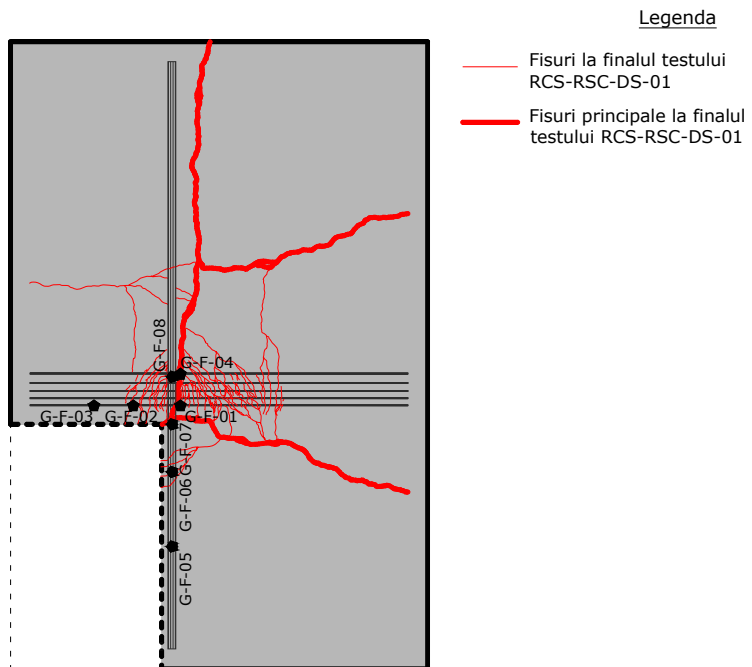 Legenda
Fisuri la finalul testului
RCS-RSC-DS-01
Fisuri principale la finalul
testului RCS-RSC-DS-01
G-F-08
G-F-04
G-F-03
G-F-02
G-F-01
G-F-07
G-F-06
G-F-05